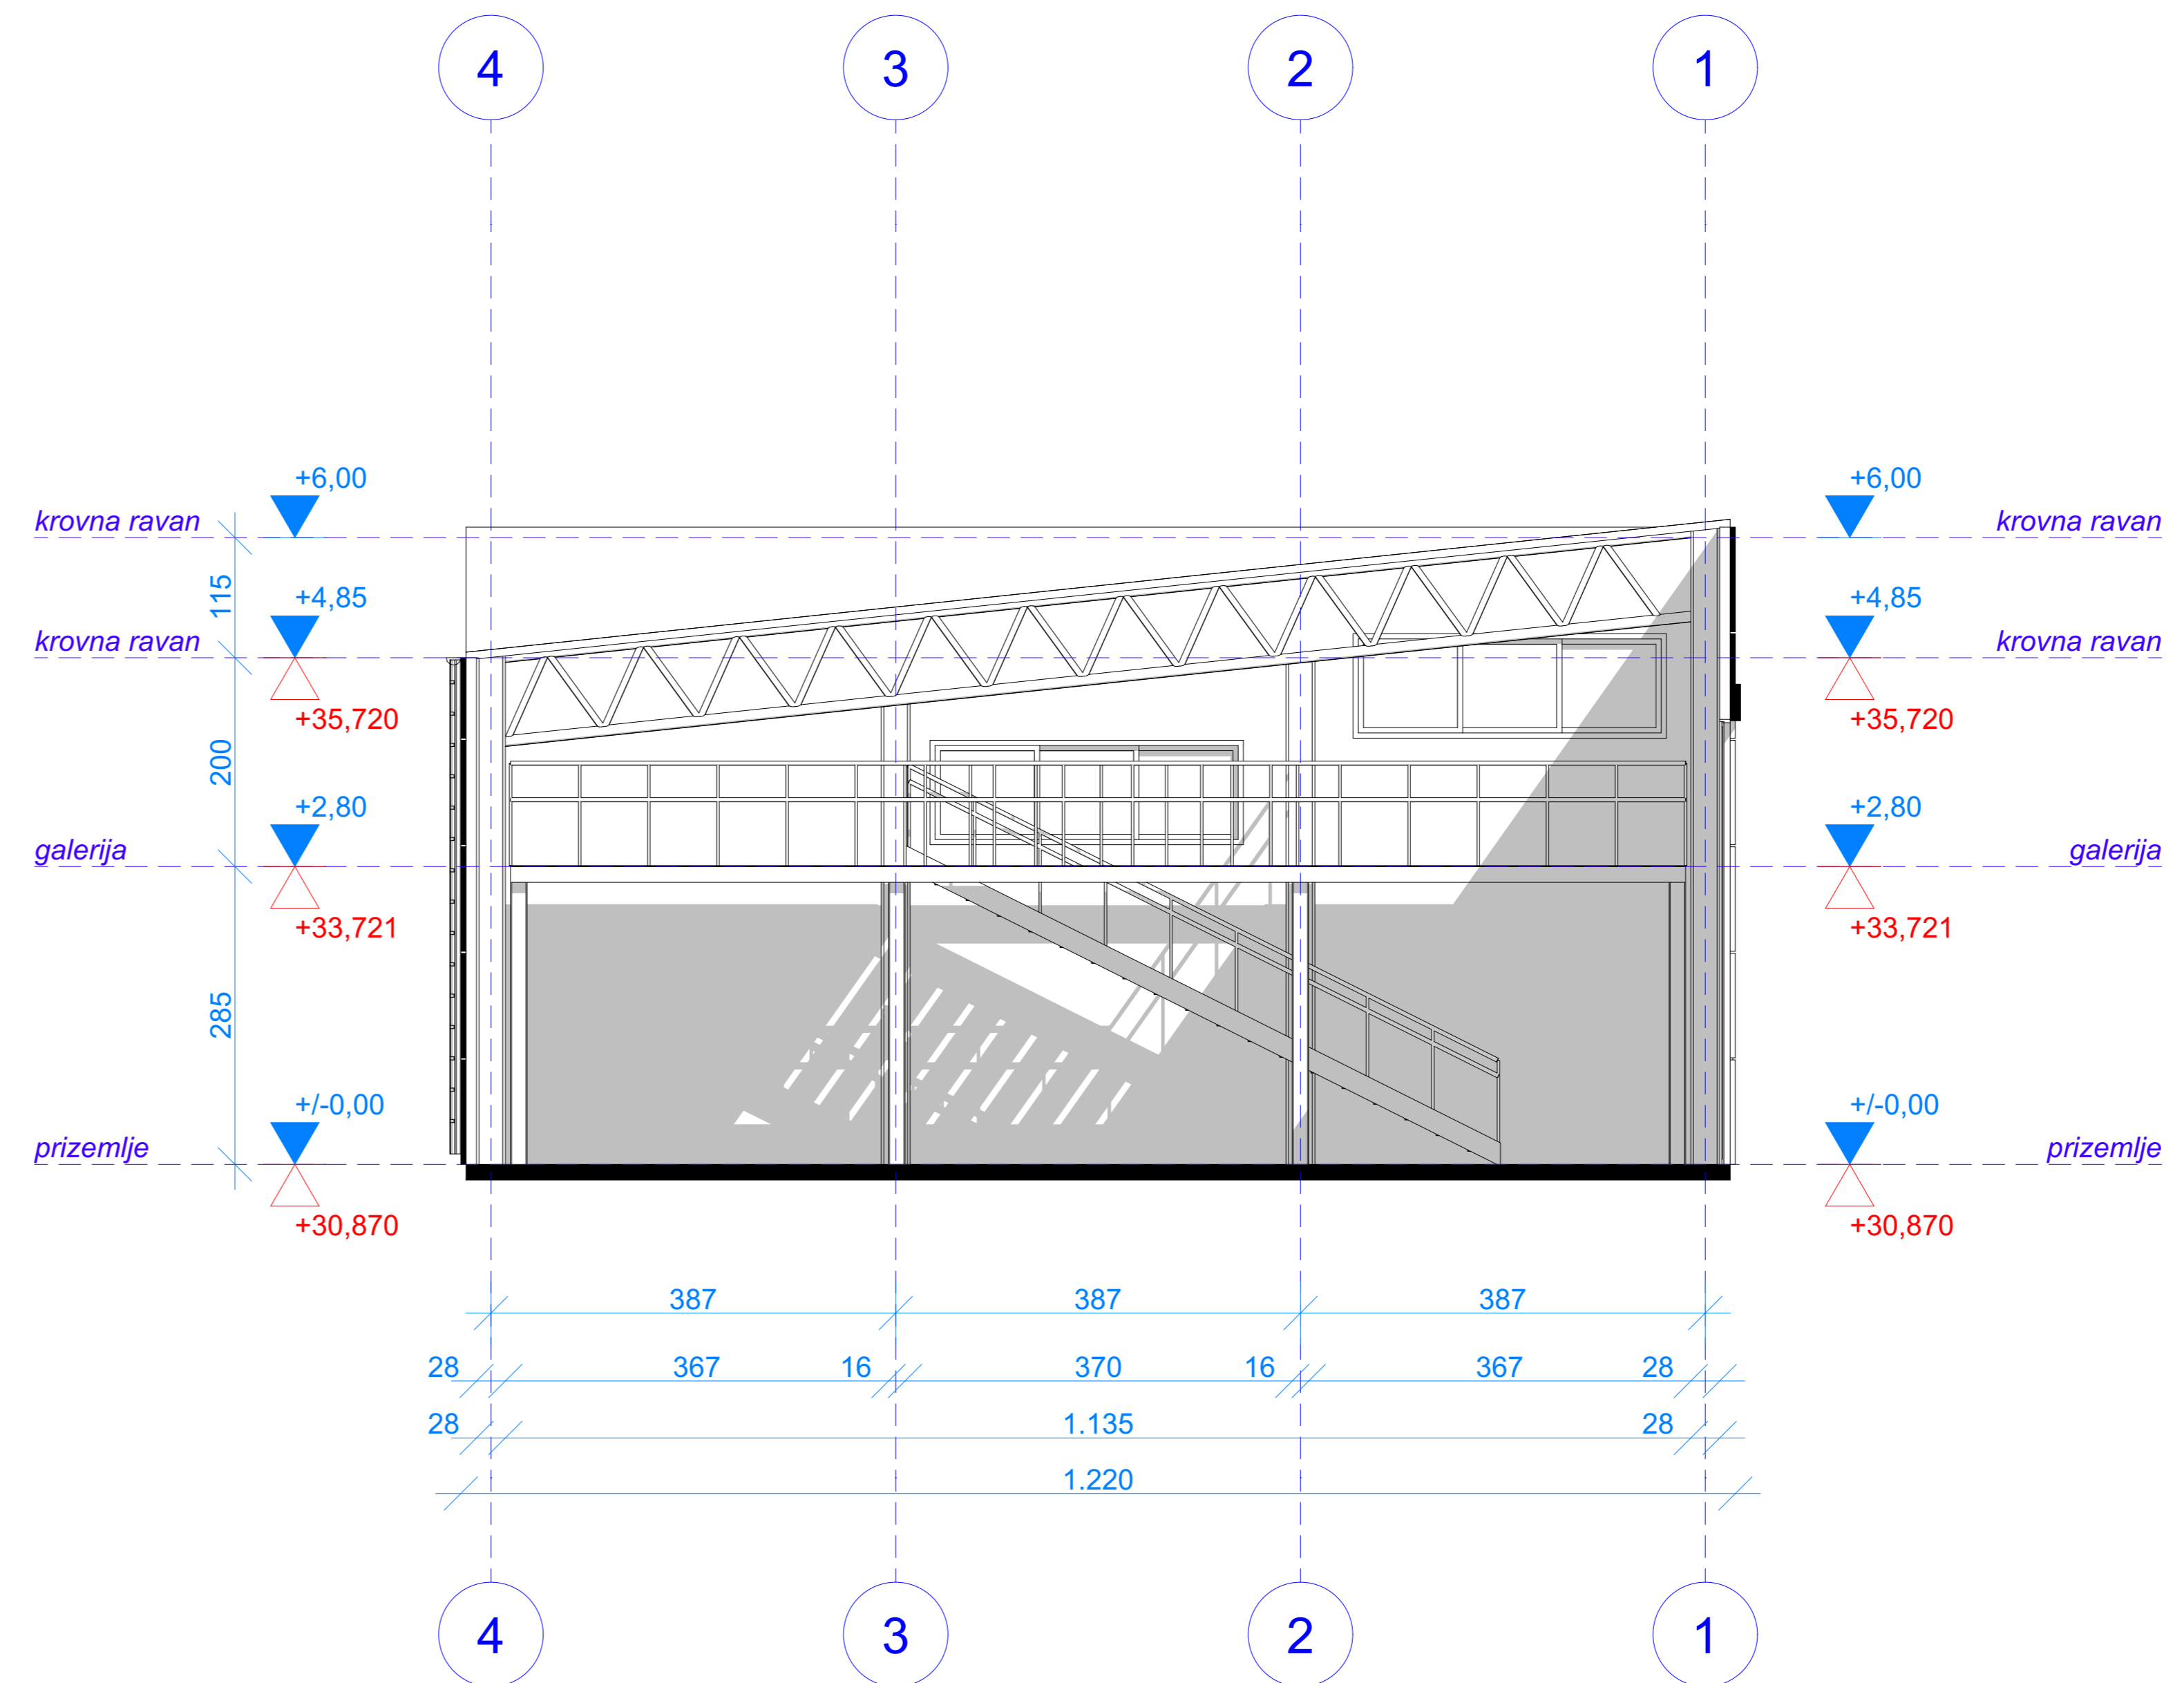 4 3 2 1
+6,00 +6,00
krovna ravan krovna ravan
115
+4,85 +4,85
krovna ravan krovna ravan
+35,720 +35,720
200
+2,80 +2,80
galerija galerija
+33,721 +33,721
285
+/-0,00 +/-0,00
prizemlje prizemlje
+30,870 +30,870
387 387 387
28 367 16 370 16 367 28
28 1.135 28
1.220
4 3 2 1